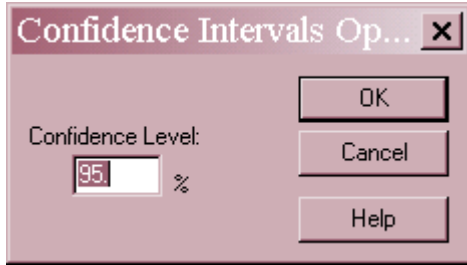 Confidence Intervals Op...
OK
Confidence Level:
Cancel
95. %
Help